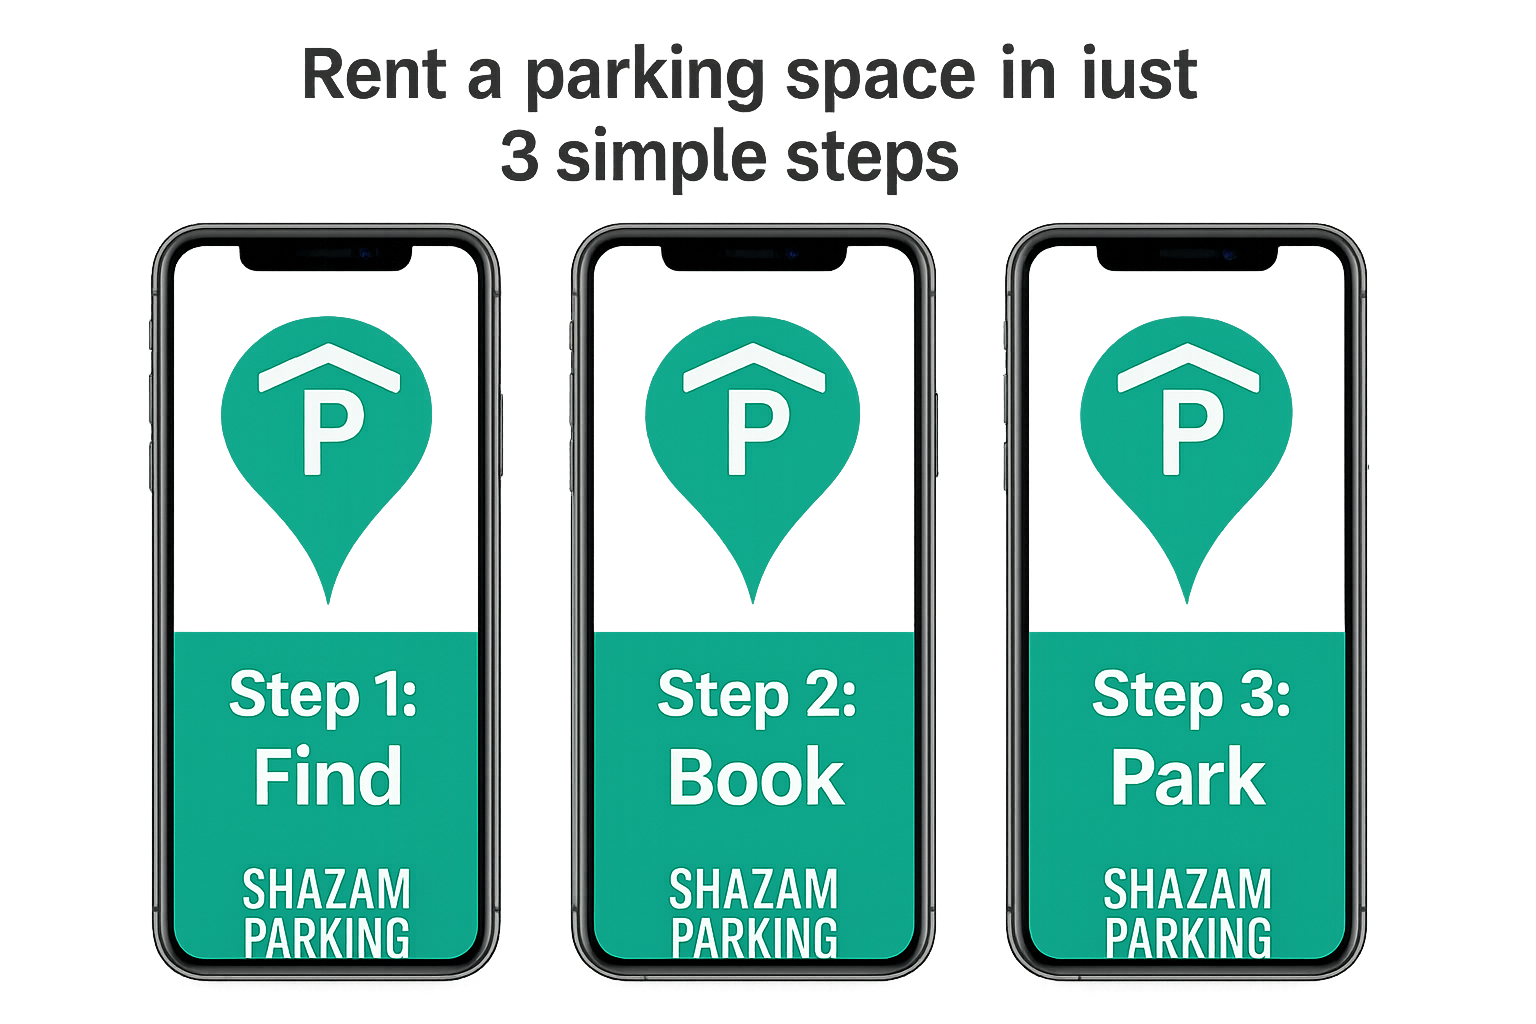 Rent a parking space in iust
3 simple steps
P
P
P
Step 1:
Find
SHAZAM
PARKING
Step 2:
Book
SHAZAM
PARKING
Step 3:
Park
SHAZAM
PARKING